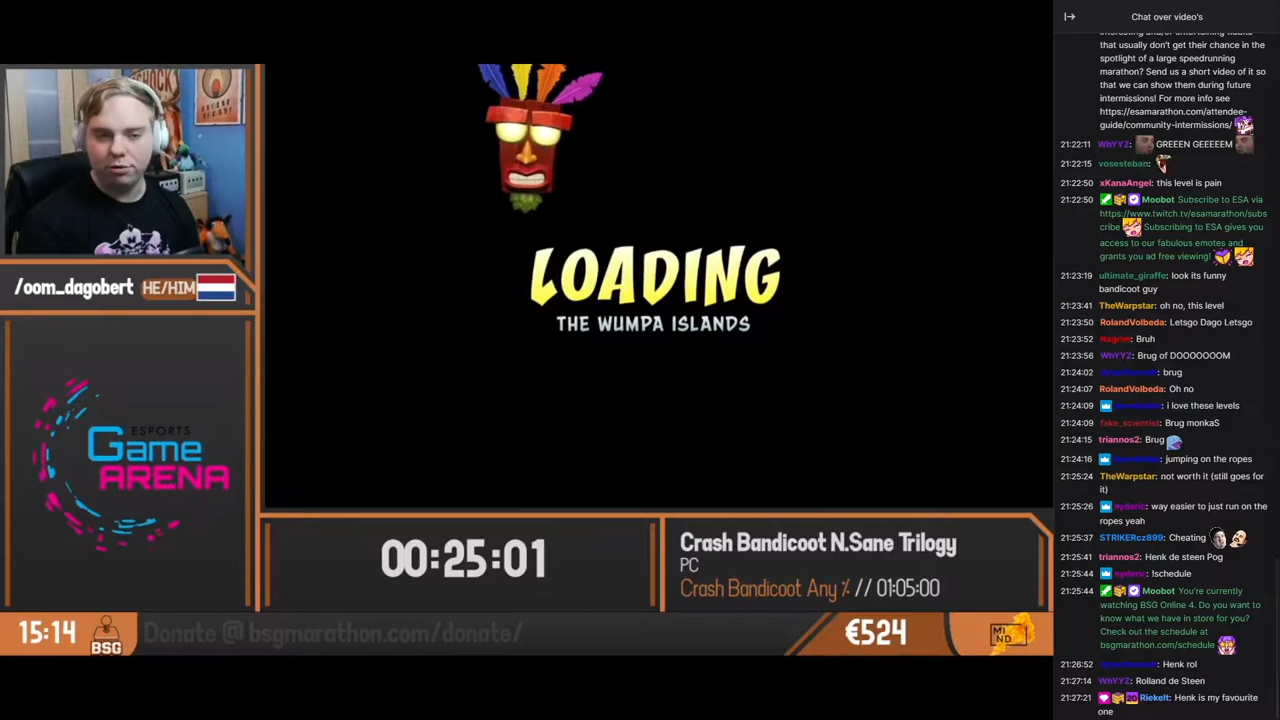 LOADING
THE WUMPA ISLANDS
/oom_dagobert HE/HIM
ESPORTS
Game
ARENA
00:25:01
Crash Bandicoot N.Sane Trilogy
PC
Crash Bandicoot Any % // 01:05:00
15:14
BSG
Donate @ bsgmarathon.com/donate/
€524
MI
ND
Chat over video's
that usually don't get their chance in the
spotlight of a large speedrunning
marathon? Send us a short video of it so
that we can show them during future
intermissions! For more info see
https://esamarathon.com/attendee-
guide/community-intermissions/
21:22:11 WhYYZ: GREEEN GEEEEEM
21:22:15 vosesteban:
21:22:50 xKanaAngel: this level is pain
21:22:50 Moobot Subscribe to ESA via
https://www.twitch.tv/esamarathon/subs
cribe Subscribing to ESA gives you
access to our fabulous emotes and
grants you ad free viewing!
21:23:19 ultimate_giraffe: look its funny
bandicoot guy
21:23:41 TheWarpstar: oh no, this level
21:23:50 RolandVolbeda: Letsgo Dago Letsgo
21:23:52 Bruh
21:23:56 WhYYZ: Brug of DOOOOOOM
21:24:02 brug
21:24:07 RolandVolbeda: Oh no
21:24:09 i love these levels
21:24:09 fake_scientist: Brug monkaS
21:24:15 triannos2: Brug
21:24:16 jumping on the ropes
21:25:24 TheWarpstar: not worth it (still goes for
it)
21:25:26 nyderic: way easier to just run on the
ropes yeah
21:25:37 STRIKERcz899: Cheating
21:25:41 triannos2: Henk de steen Pog
21:25:44 nyderic: !schedule
21:25:44 Moobot You're currently
watching BSG Online 4. Do you want to
know what we have in store for you?
Check out the schedule at
bsgmarathon.com/schedule
21:26:52 Henk rol
21:27:14 WhYYZ: Rolland de Steen
21:27:21 Riekelt: Henk is my favourite
one